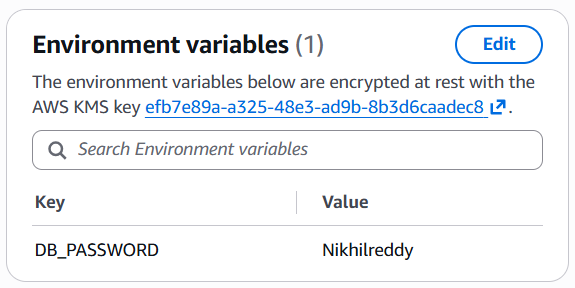 Environment variables (1)
Edit
The environment variables below are encrypted at rest with the
AWS KMS key efb7e89a-a325-48e3-ad9b-8b3d6caadec8.
Search Environment variables
Key Value
DB_PASSWORD Nikhilreddy